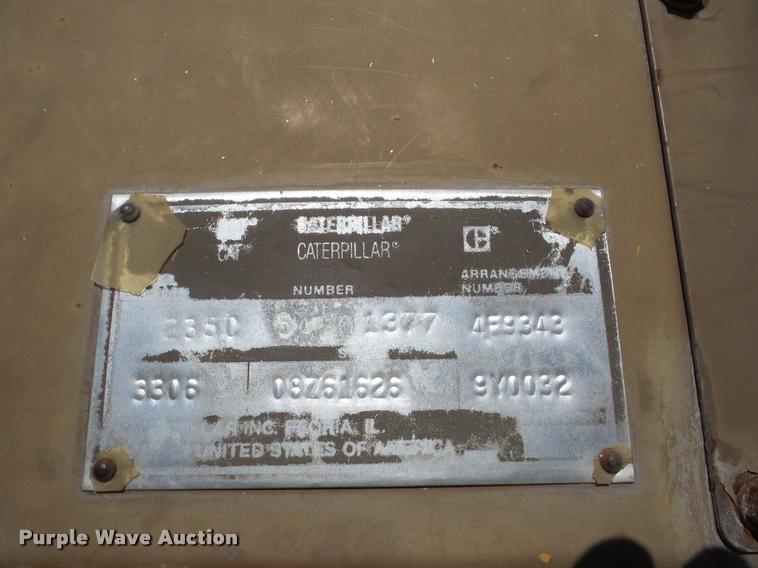 CATERPILLAR®
CAT CATERPILLAR®
C
ARRANGEMENT
NUMBER NUMBER
1377 4F9343
3306 08Z61626 9Y0032
INC. PEORIA IL
UNITED STATES OF AMERICA
Purple Wave Auction®